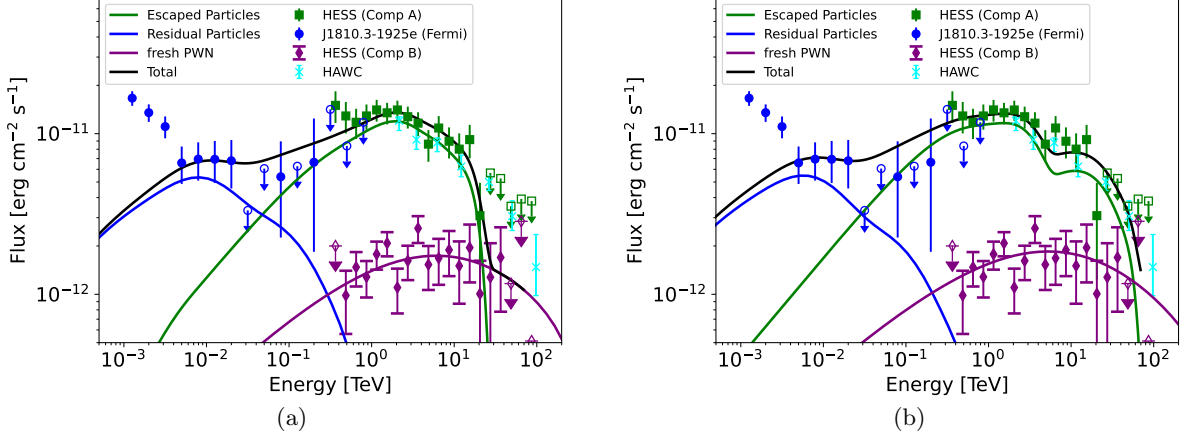 Escaped Particles
Residual Particles
fresh PWN
Total
HESS (Comp A)
J1810.3-1925e (Fermi)
HESS (Comp B)
HAWC
Flux [erg cm⁻² s⁻¹]
10⁻¹¹
10⁻¹²
10⁻³ 10⁻² 10⁻¹ 10⁰ 10¹ 10²
Energy [TeV]
(a)
Escaped Particles
Residual Particles
fresh PWN
Total
HESS (Comp A)
J1810.3-1925e (Fermi)
HESS (Comp B)
HAWC
Flux [erg cm⁻² s⁻¹]
10⁻¹¹
10⁻¹²
10⁻³ 10⁻² 10⁻¹ 10⁰ 10¹ 10²
Energy [TeV]
(b)